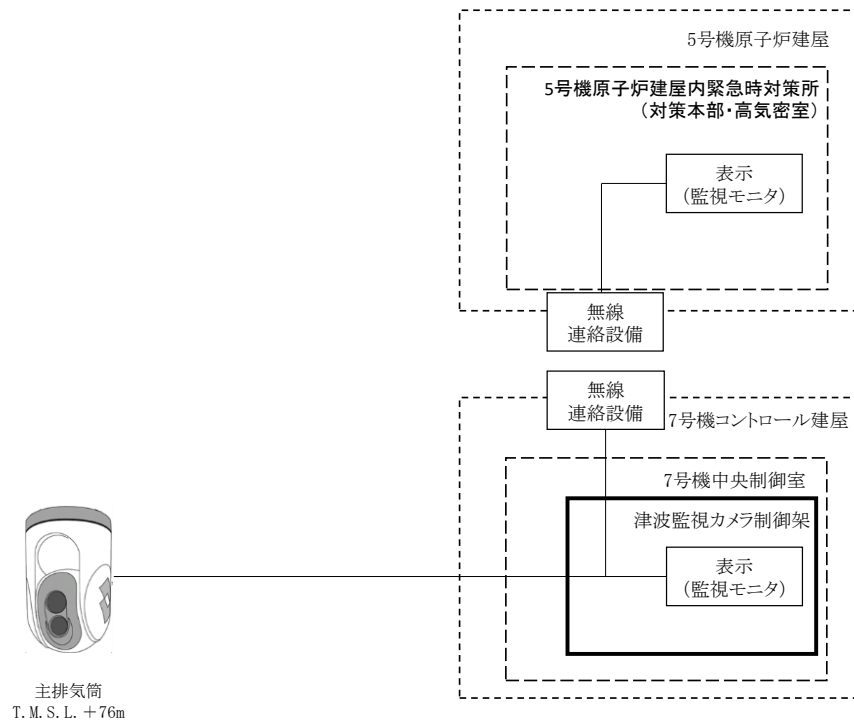 5号機原子炉建屋
5号機原子炉建屋内緊急時対策所
（対策本部・高気密室）
表示
（監視モニタ）
無線
連絡設備
無線
連絡設備
7号機コントロール建屋
7号機中央制御室
津波監視カメラ制御架
表示
（監視モニタ）
主排気筒
T.M.S.L.＋76m